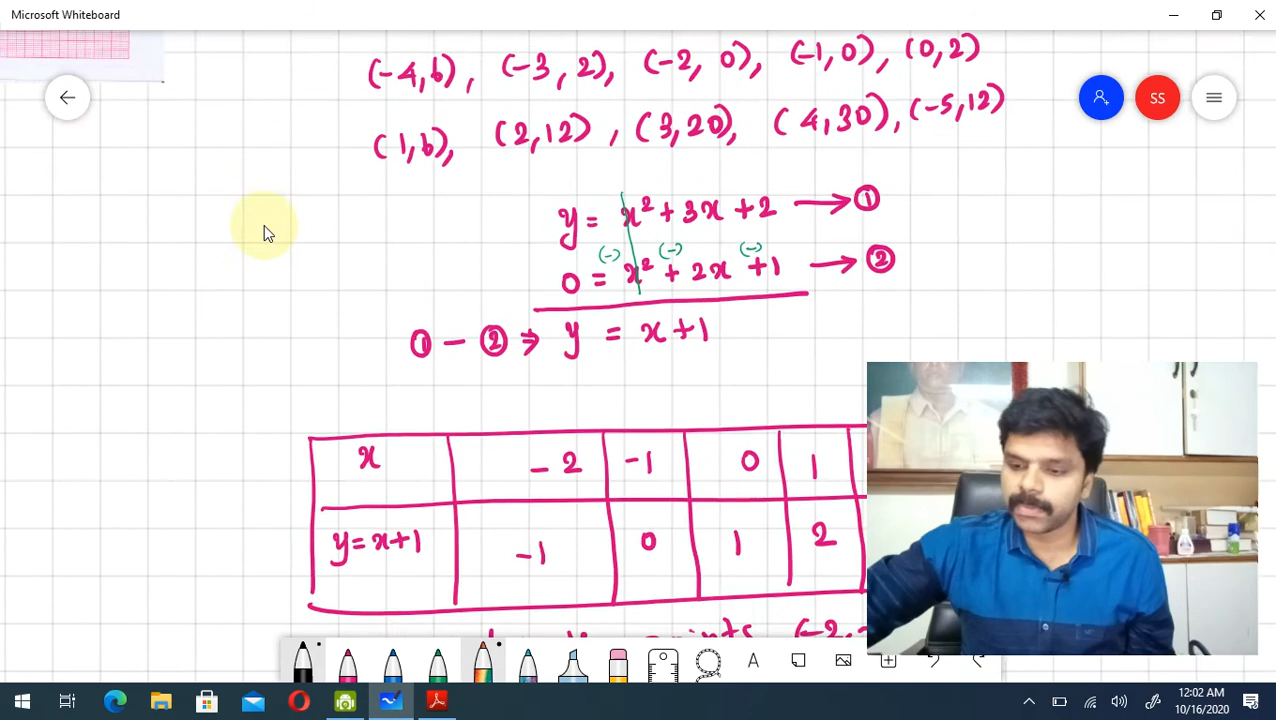 Microsoft Whiteboard
(-4,6), (-3,2), (-2,0), (-1,0), (0,2)
(1,6), (2,12), (3,20), (4,30), (-5,12)
SS
y = x² + 3x + 2 → ①
(-) (-) (-)
0 = x² + 2x + 1 → ②
① - ② ⇒ y = x + 1
x -2 -1 0 1
y = x+1 -1 0 1 2
points (-2,
A
12:02 AM
10/16/2020